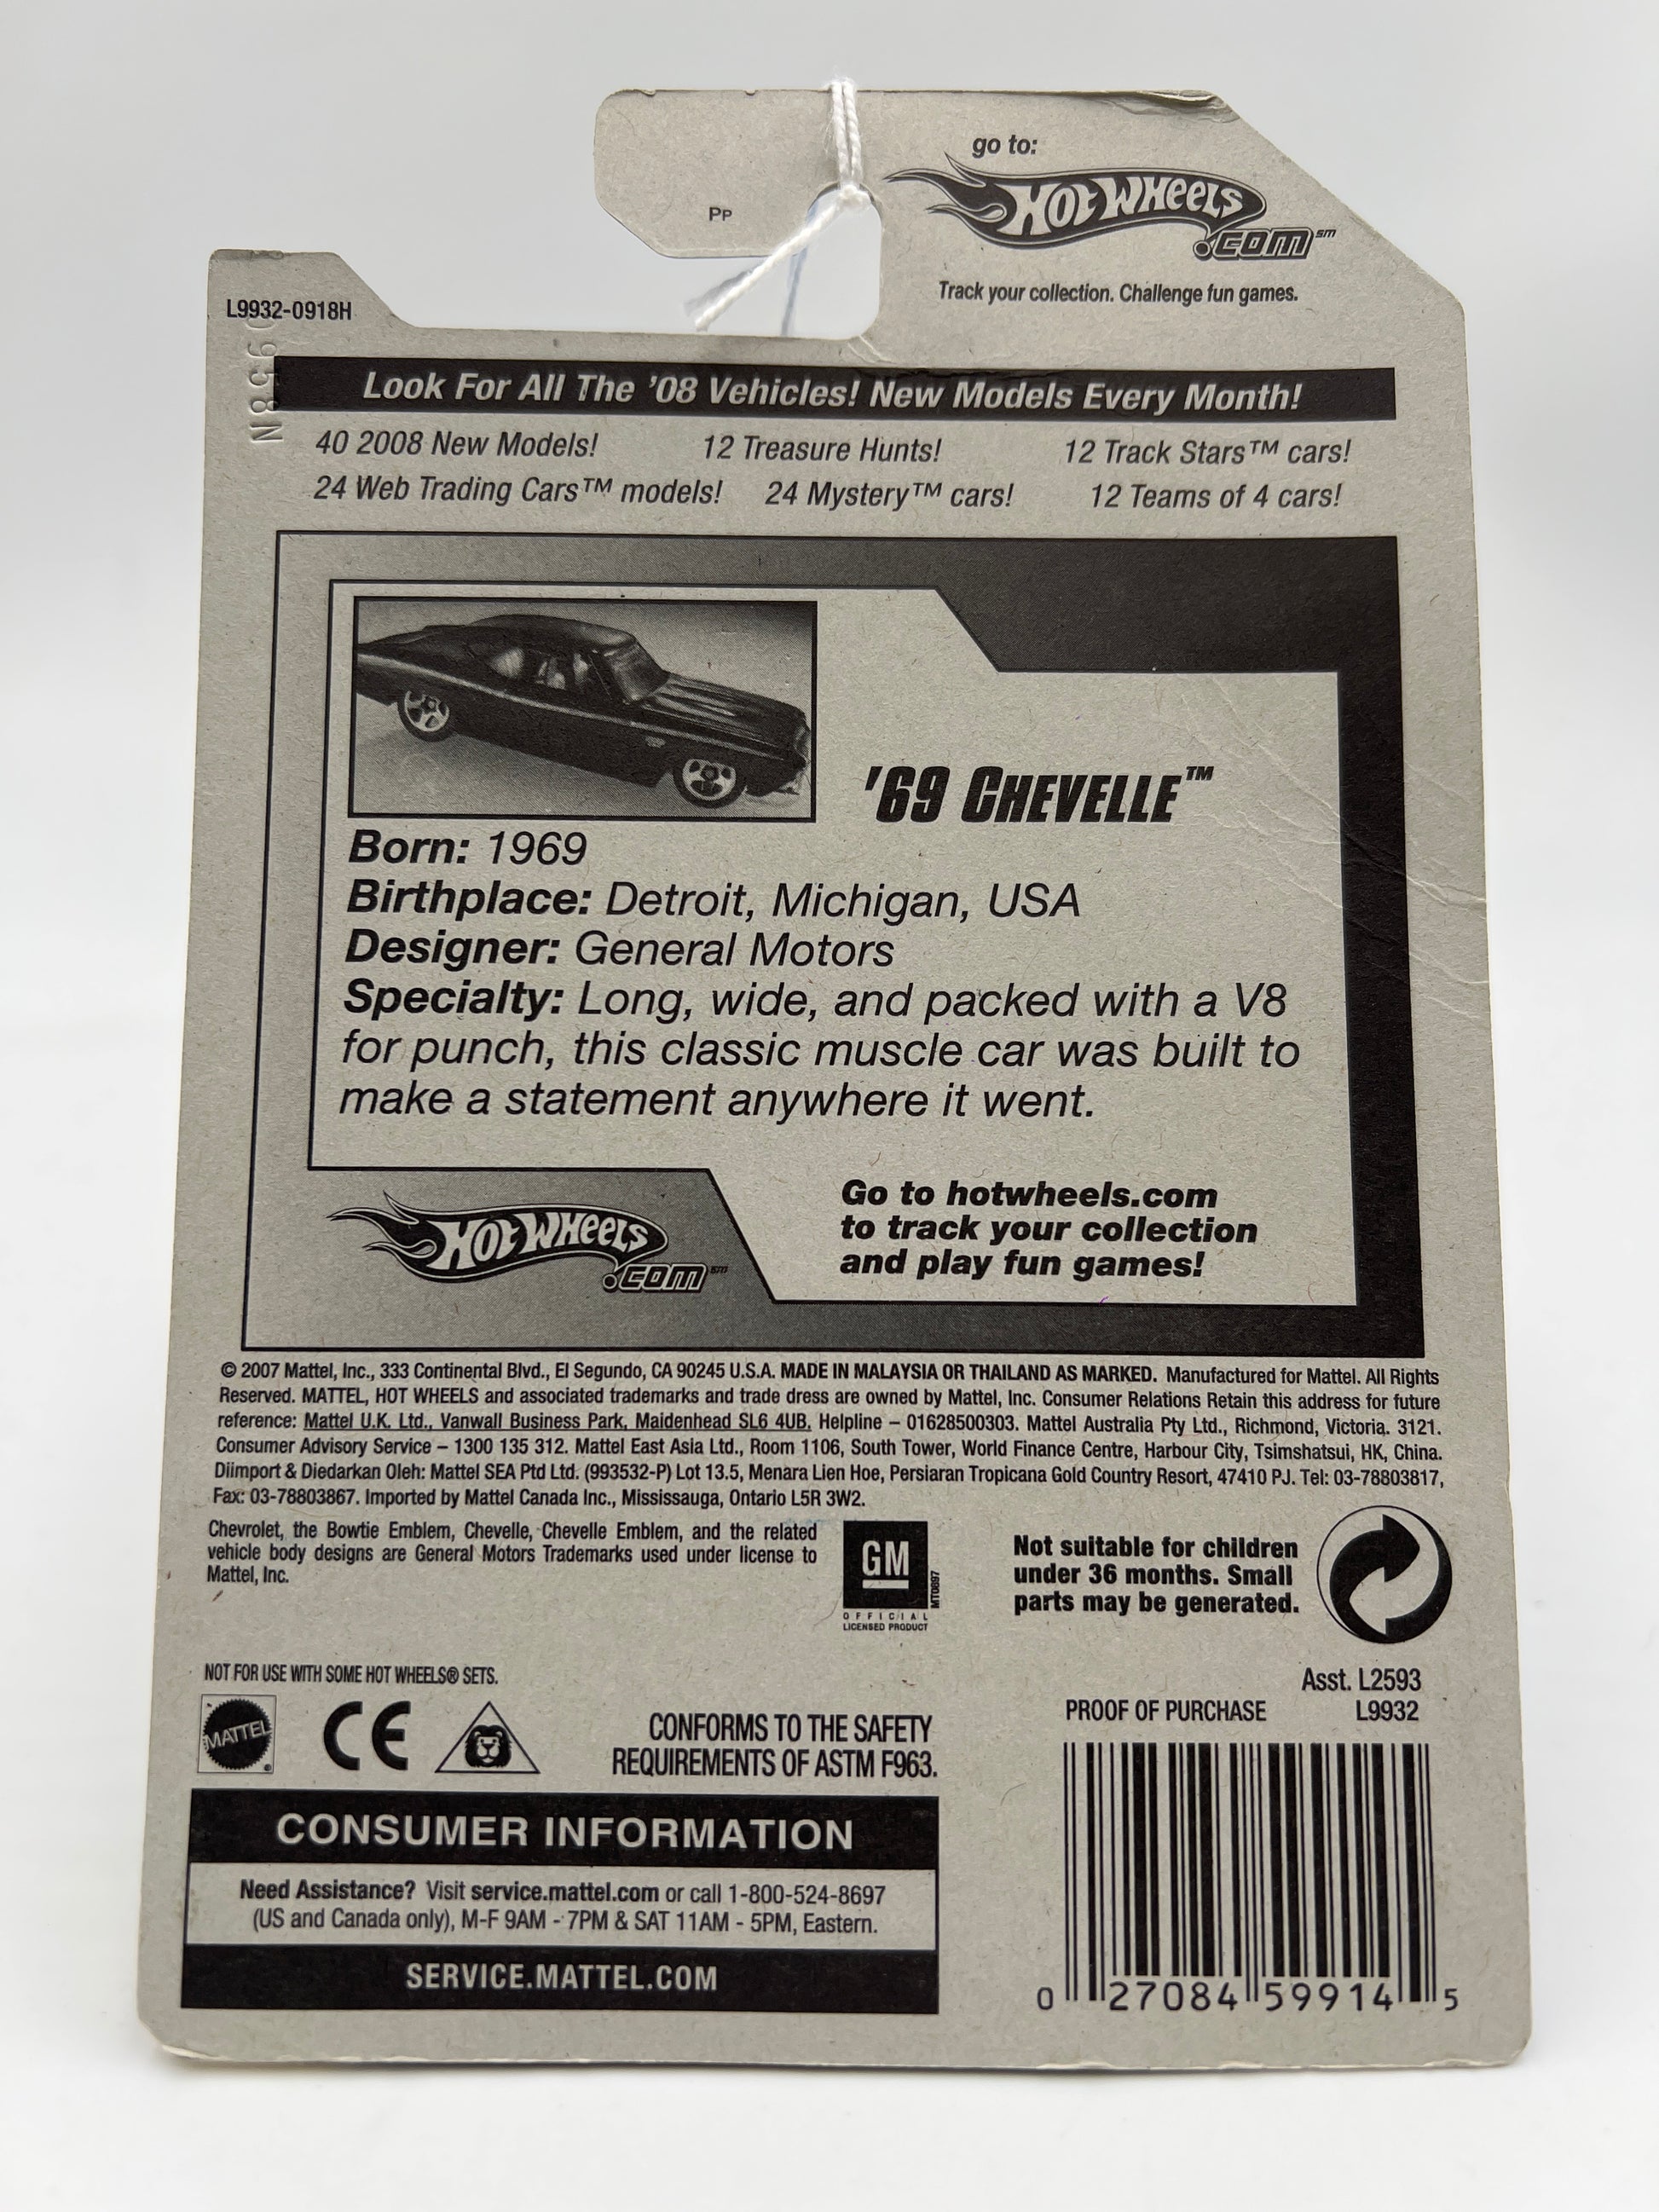 go to:
HOT WHEELS
.COM℠
PP
Track your collection. Challenge fun games.
L9932-0918H
Look For All The '08 Vehicles! New Models Every Month!
40 2008 New Models! 12 Treasure Hunts! 12 Track Stars™ cars!
24 Web Trading Cars™ models! 24 Mystery™ cars! 12 Teams of 4 cars!
'69 CHEVELLE™
Born: 1969
Birthplace: Detroit, Michigan, USA
Designer: General Motors
Specialty: Long, wide, and packed with a V8
for punch, this classic muscle car was built to
make a statement anywhere it went.
HOT WHEELS
.COM℠
Go to hotwheels.com
to track your collection
and play fun games!
© 2007 Mattel, Inc., 333 Continental Blvd., El Segundo, CA 90245 U.S.A. MADE IN MALAYSIA OR THAILAND AS MARKED. Manufactured for Mattel. All Rights
Reserved. MATTEL, HOT WHEELS and associated trademarks and trade dress are owned by Mattel, Inc. Consumer Relations Retain this address for future
reference: Mattel U.K. Ltd., Vanwall Business Park, Maidenhead SL6 4UB. Helpline – 01628500303. Mattel Australia Pty Ltd., Richmond, Victoria. 3121.
Consumer Advisory Service – 1300 135 312. Mattel East Asia Ltd., Room 1106, South Tower, World Finance Centre, Harbour City, Tsimshatsui, HK, China.
Diimport & Diedarkan Oleh: Mattel SEA Ptd Ltd. (993532-P) Lot 13.5, Menara Lien Hoe, Persiaran Tropicana Gold Country Resort, 47410 PJ. Tel: 03-78803817,
Fax: 03-78803867. Imported by Mattel Canada Inc., Mississauga, Ontario L5R 3W2.
Chevrolet, the Bowtie Emblem, Chevelle, Chevelle Emblem, and the related
vehicle body designs are General Motors Trademarks used under license to
Mattel, Inc.
GM
MT0897
OFFICIAL
LICENSED PRODUCT
Not suitable for children
under 36 months. Small
parts may be generated.
NOT FOR USE WITH SOME HOT WHEELS® SETS.
MATTEL®
CE
CONFORMS TO THE SAFETY
REQUIREMENTS OF ASTM F963.
Asst. L2593
PROOF OF PURCHASE L9932
CONSUMER INFORMATION
Need Assistance? Visit service.mattel.com or call 1-800-524-8697
(US and Canada only), M-F 9AM - 7PM & SAT 11AM - 5PM, Eastern.
SERVICE.MATTEL.COM
0 27084 59914 5